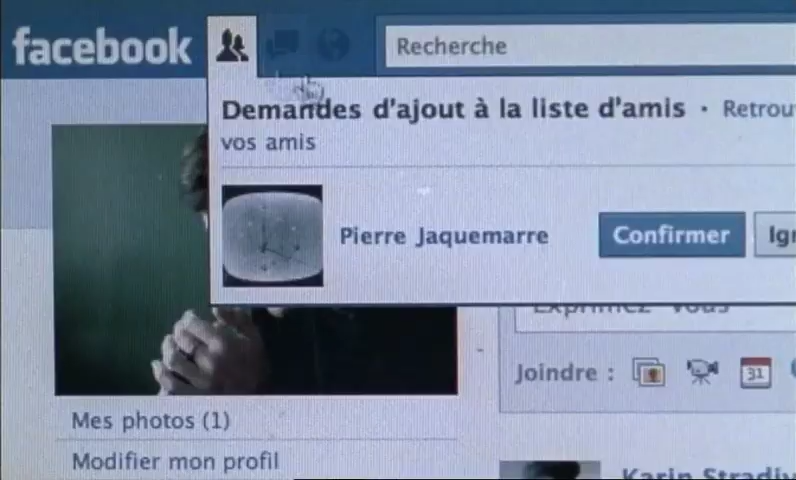 facebook
Recherche
Demandes d'ajout à la liste d'amis • Retrou
vos amis
Pierre Jaquemarre
Confirmer
Ign
Exprimez vous
Joindre :
31
Mes photos (1)
Modifier mon profil
Karin Stradiv